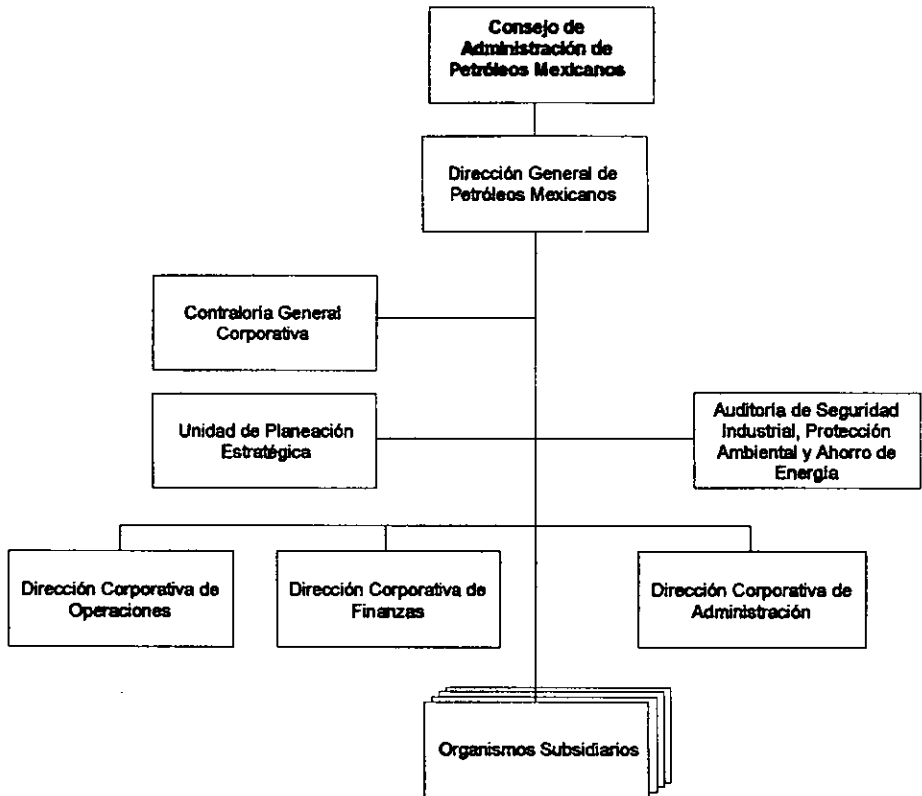 Consejo de
Administración de
Petróleos Mexicanos
Dirección General de
Petróleos Mexicanos
Contraloría General
Corporativa
Unidad de Planeación
Estratégica
Auditoría de Seguridad
Industrial, Protección
Ambiental y Ahorro de
Energía
Dirección Corporativa de
Operaciones
Dirección Corporativa de
Finanzas
Dirección Corporativa de
Administración
Organismos Subsidiarios